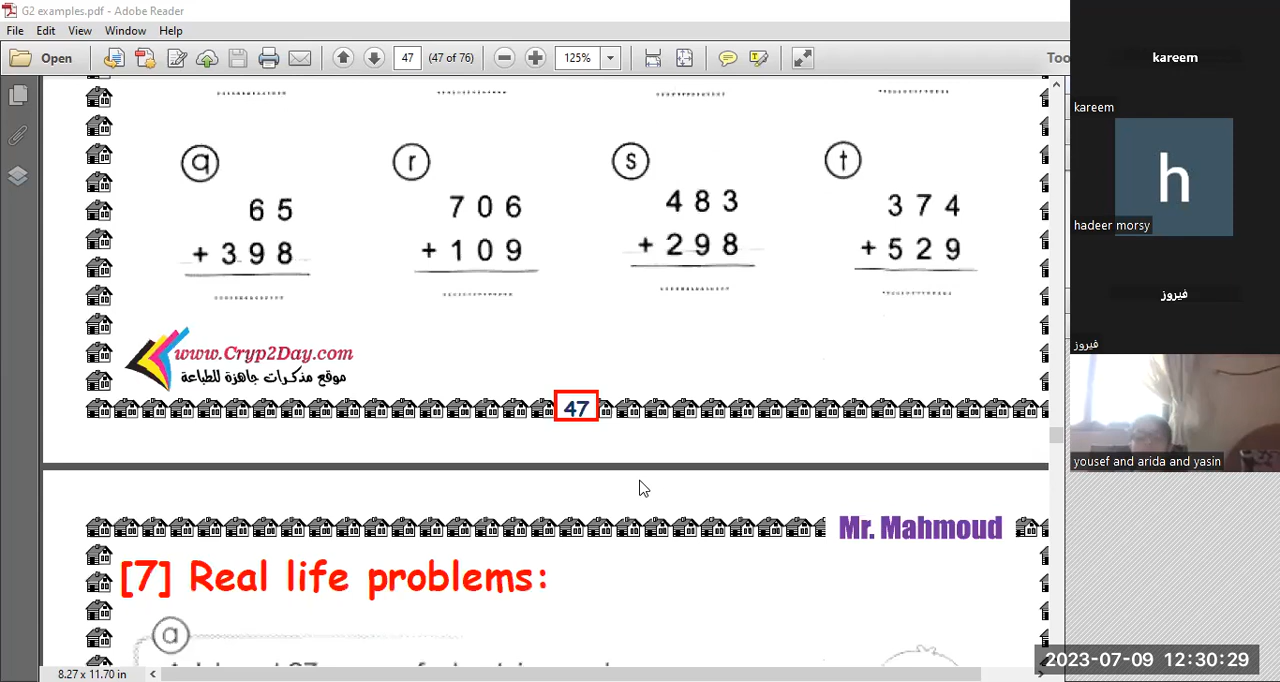 G2 examples.pdf - Adobe Reader
File Edit View Window Help
Open 47 (47 of 76) 125% Too
q r s t
65 706 483 374
+ 398 + 109 + 298 + 529
www.Cryp2Day.com
موقع مذكرات جاهزة للطباعة
47
Mr. Mahmoud
[7] Real life problems:
a
8.27 x 11.70 in
kareem
kareem
h
hadeer morsy
فيروز
فيروز
yousef and arida and yasin
2023-07-09 12:30:29